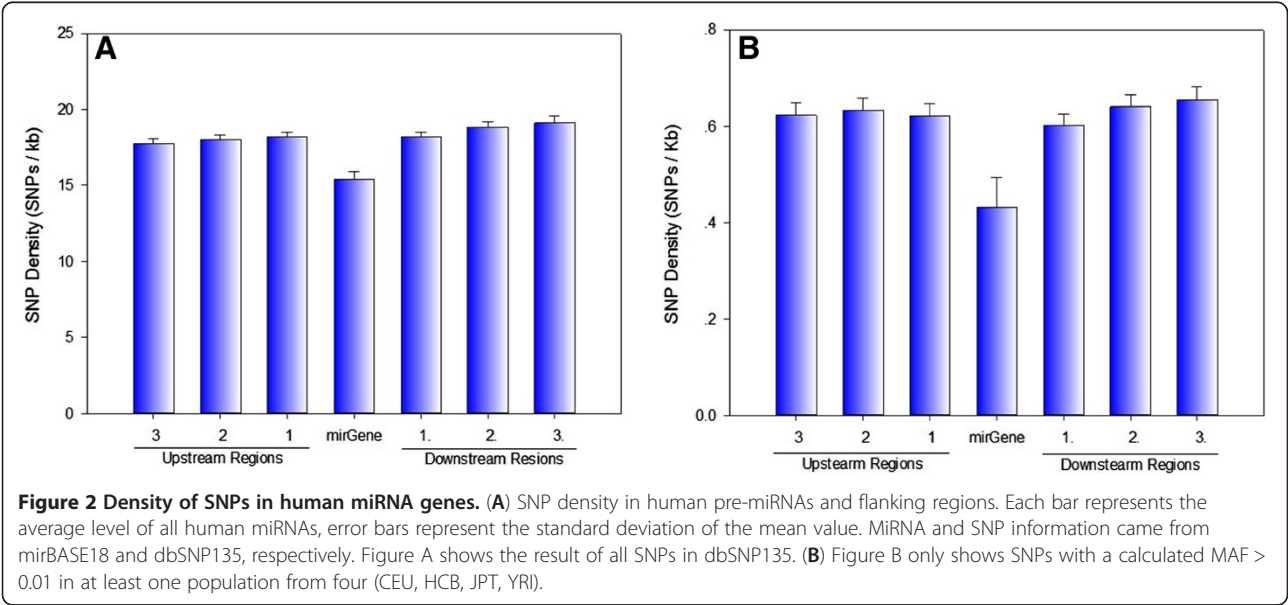 A
SNP Density (SNPs / kb)
25
20
15
10
5
0
3 2 1 mirGene 1. 2. 3.
Upstream Regions Downstream Resions
B
SNP Density (SNPs / Kb)
.8
.6
.4
.2
0.0
3 2 1 mirGene 1. 2. 3.
Upstearm Regions Downstearm Regions
Figure 2 Density of SNPs in human miRNA genes. (A) SNP density in human pre-miRNAs and flanking regions. Each bar represents the
average level of all human miRNAs, error bars represent the standard deviation of the mean value. MiRNA and SNP information came from
mirBASE18 and dbSNP135, respectively. Figure A shows the result of all SNPs in dbSNP135. (B) Figure B only shows SNPs with a calculated MAF >
0.01 in at least one population from four (CEU, HCB, JPT, YRI).